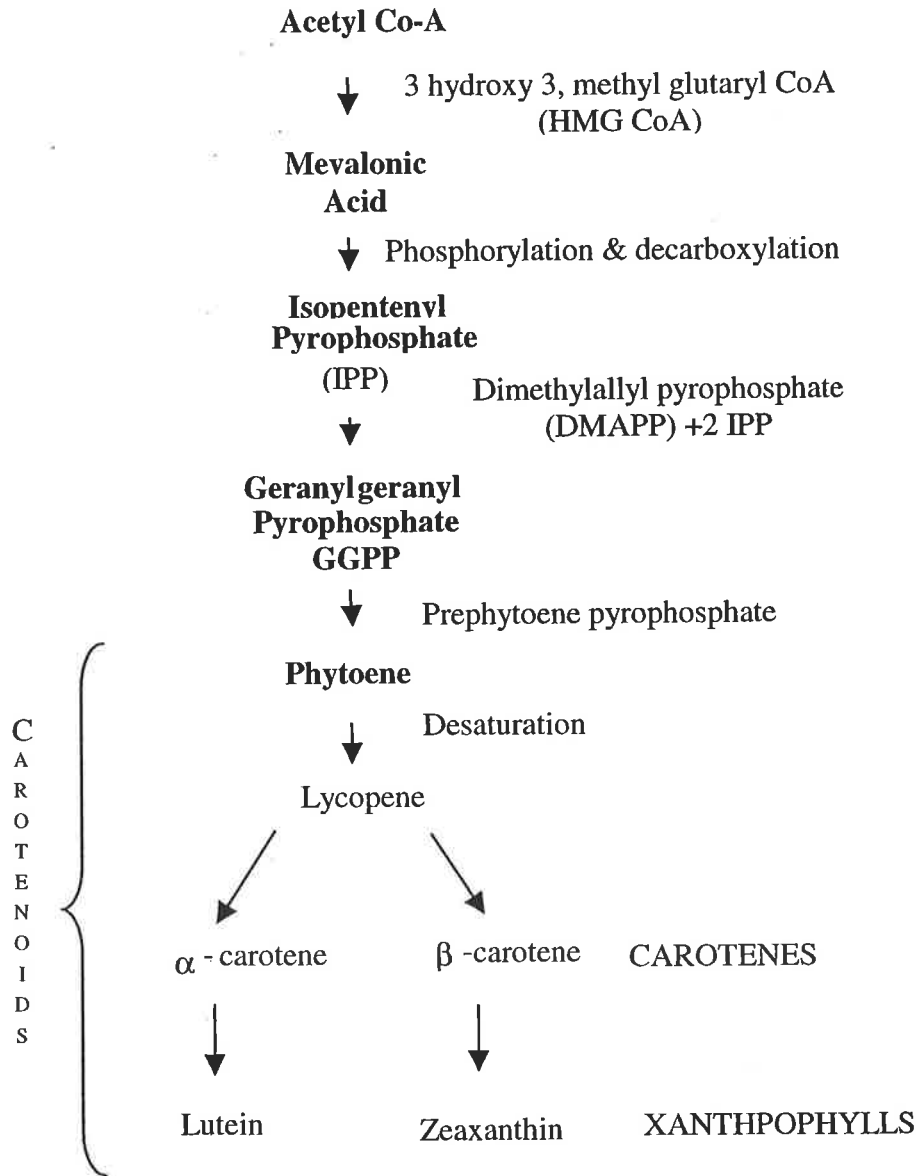 Acetyl Co-A
3 hydroxy 3, methyl glutaryl CoA
(HMG CoA)
Mevalonic
Acid
Phosphorylation & decarboxylation
Isopentenyl
Pyrophosphate
(IPP)
Dimethylallyl pyrophosphate
(DMAPP) +2 IPP
Geranylgeranyl
Pyrophosphate
GGPP
Prephytoene pyrophosphate
Phytoene
Desaturation
CAROTENOIDS
Lycopene
α - carotene
β -carotene
CAROTENES
Lutein
Zeaxanthin
XANTHPOPHYLLS